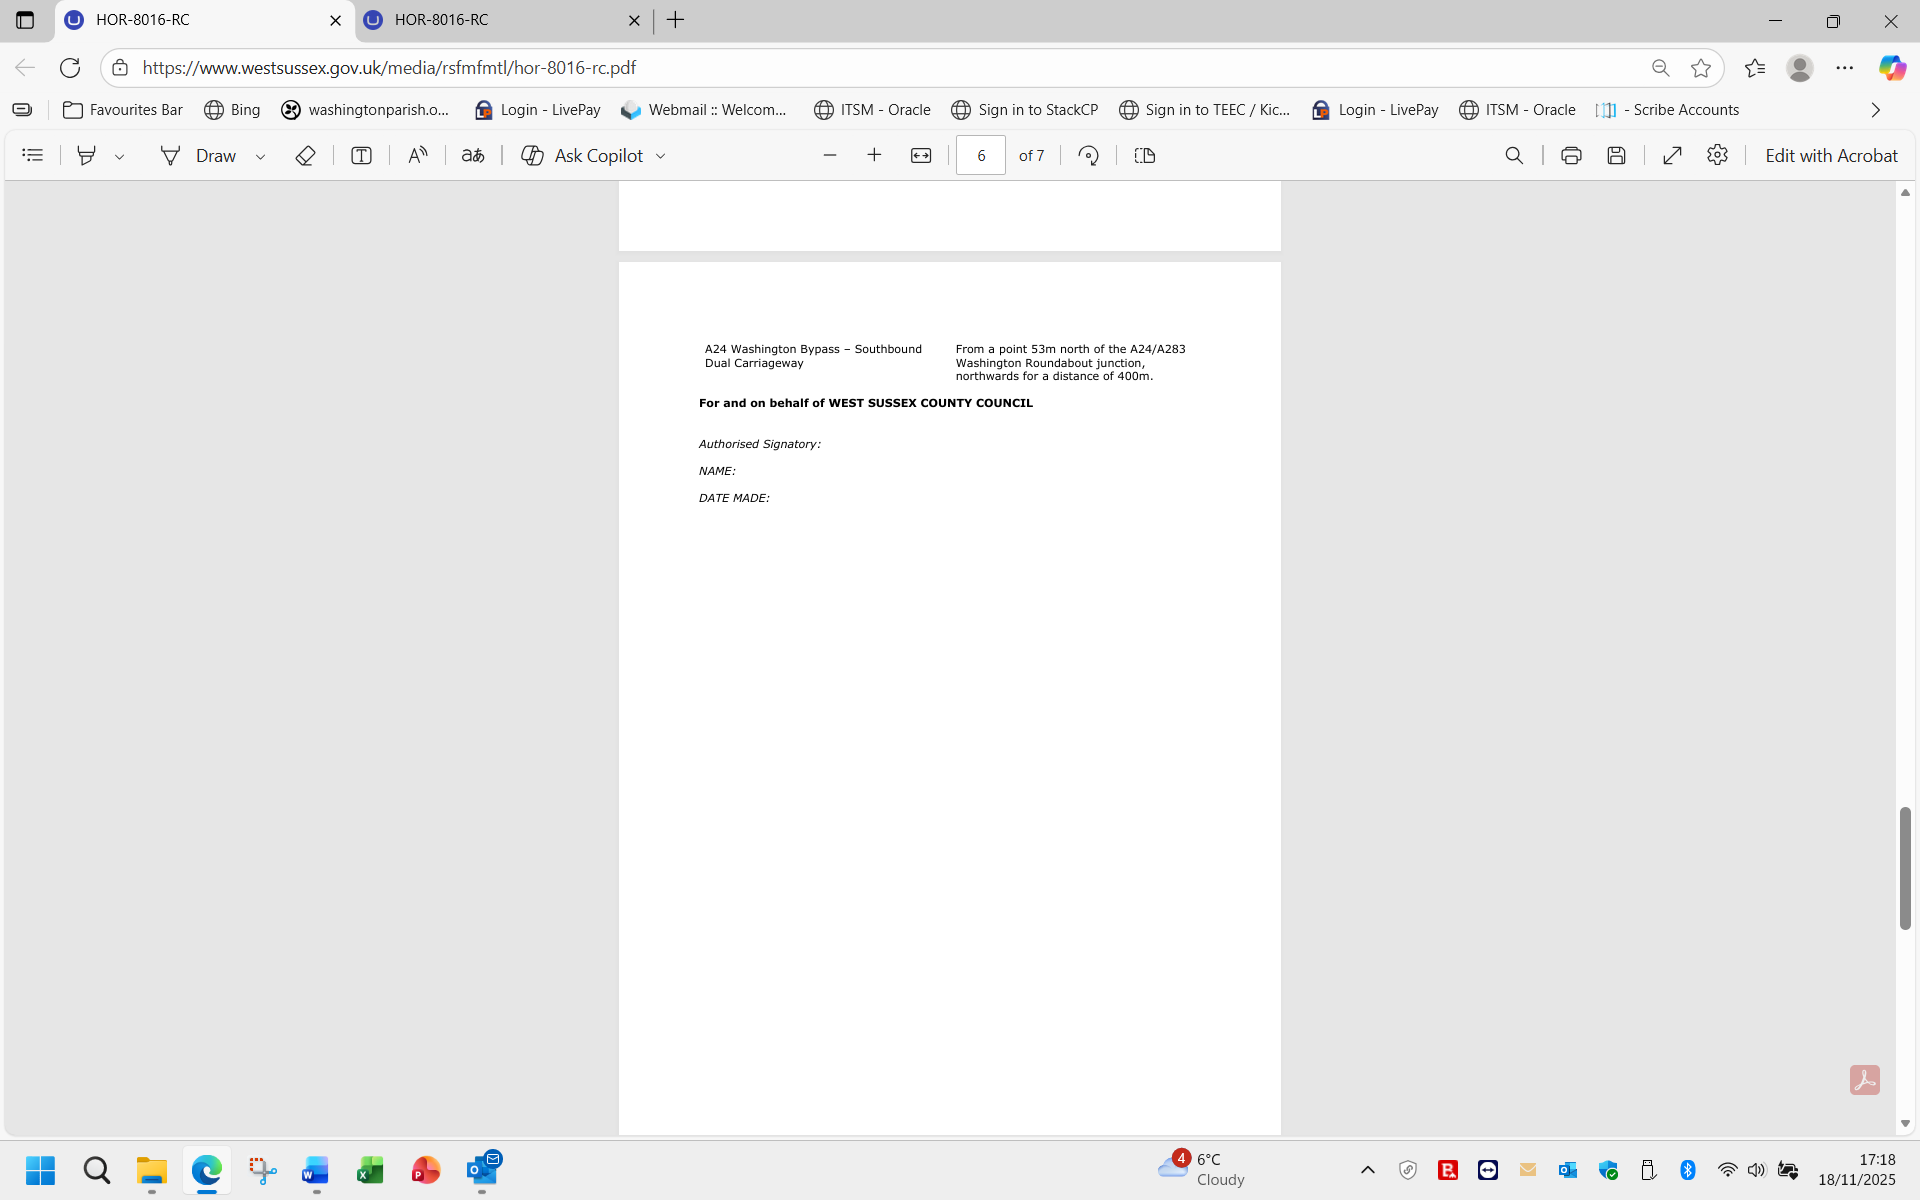 HOR-8016-RC
HOR-8016-RC
https://www.westsussex.gov.uk/media/rsfmfmtl/hor-8016-rc.pdf
Favourites Bar
Bing
washingtonparish.o...
Login - LivePay
Webmail :: Welcom...
ITSM - Oracle
Sign in to StackCP
Sign in to TEEC / Kic...
Login - LivePay
ITSM - Oracle
- Scribe Accounts
Draw
T
A
aあ
Ask Copilot
6
of 7
Edit with Acrobat
A24 Washington Bypass – Southbound
Dual Carriageway
From a point 53m north of the A24/A283
Washington Roundabout junction,
northwards for a distance of 400m.
For and on behalf of WEST SUSSEX COUNTY COUNCIL
Authorised Signatory:
NAME:
DATE MADE:
4
6°C
Cloudy
17:18
18/11/2025